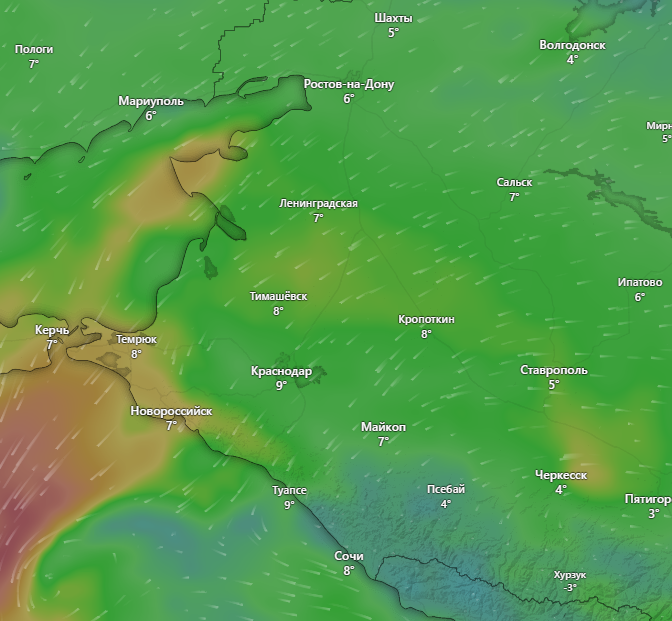 Шахты
5°
Пологи
7°
Волгодонск
4°
Ростов-на-Дону
6°
Мариуполь
6°
Мирн
5°
Сальск
7°
Ленинградская
7°
Ипатово
6°
Тимашёвск
8°
Кропоткин
8°
Керчь
7°
Темрюк
8°
Краснодар
9°
Ставрополь
5°
Новороссийск
7°
Майкоп
7°
Черкесск
4°
Туапсе
9°
Псебай
4°
Пятигор
3°
Сочи
8°
Хурзук
-3°